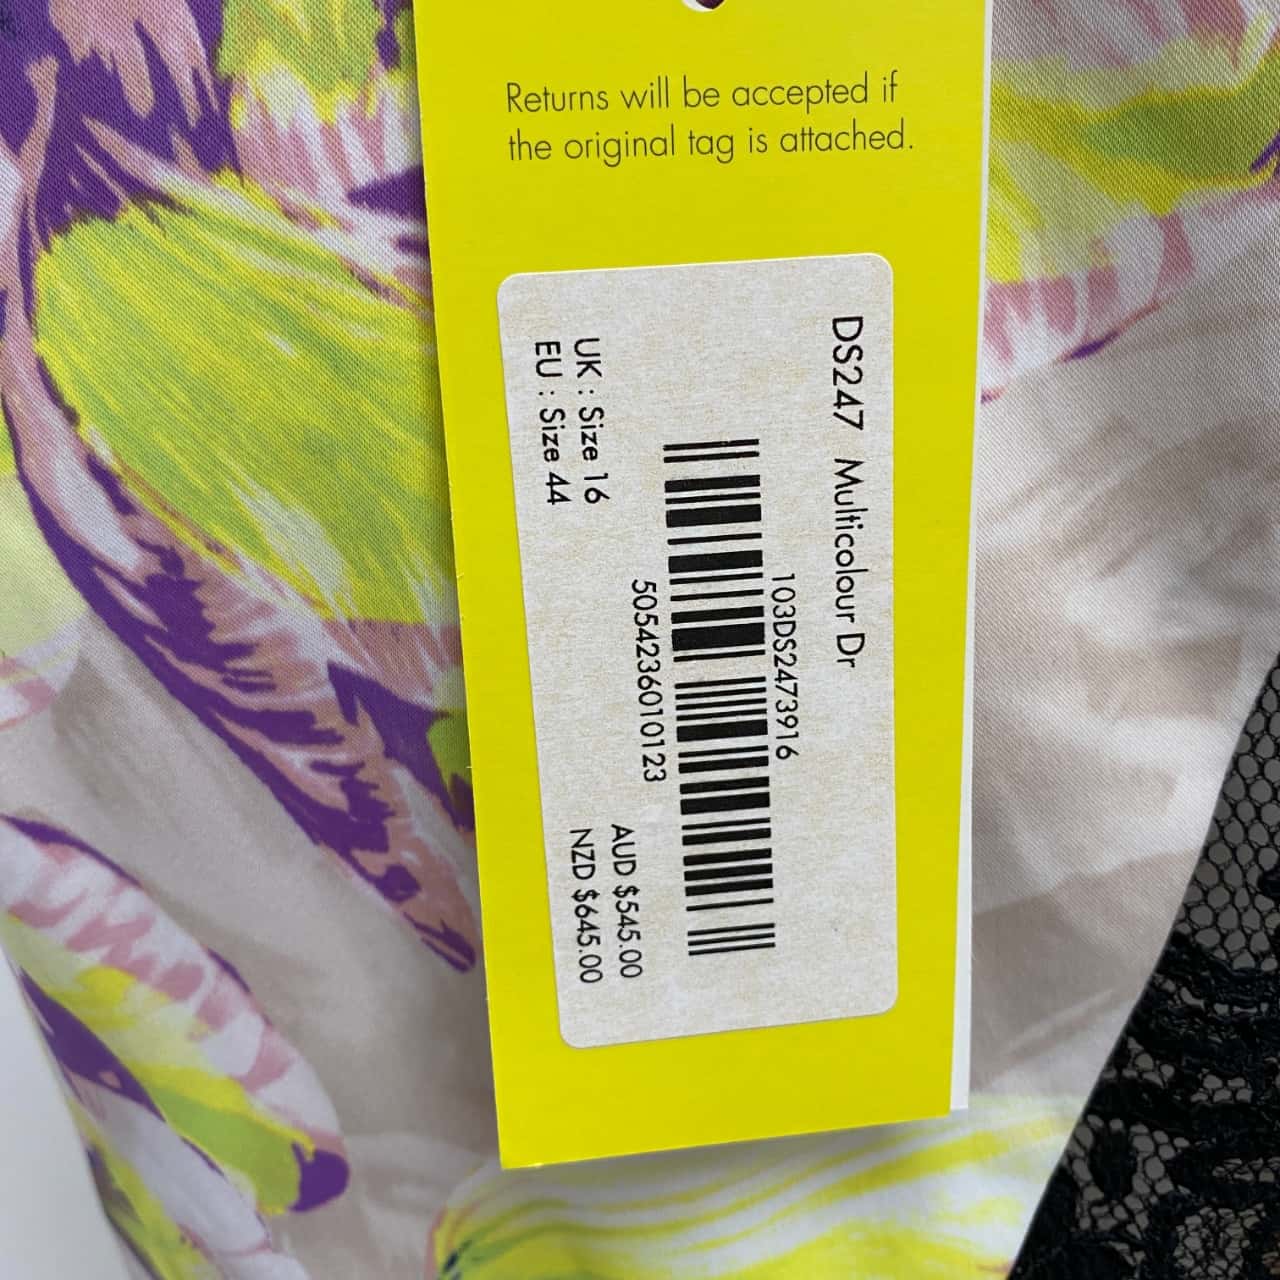 Returns will be accepted if
the original tag is attached.
DS247 Multicolour Dr
103DS2473916
5054236010123
UK : Size 16
EU : Size 44
AUD $545.00
NZD $645.00